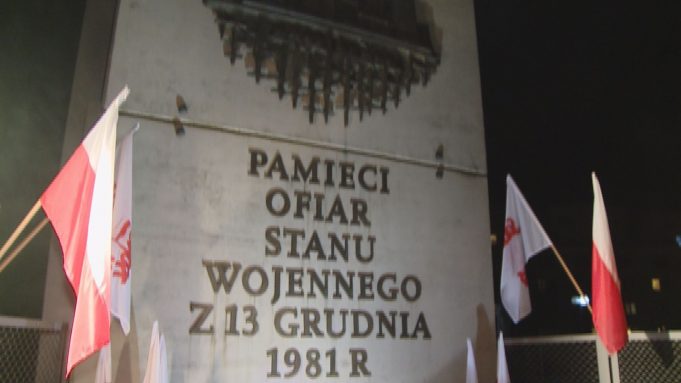 PAMIECI
OFIAR
STANU
WOJENNEGO
Z 13 GRUDNIA
1981 R